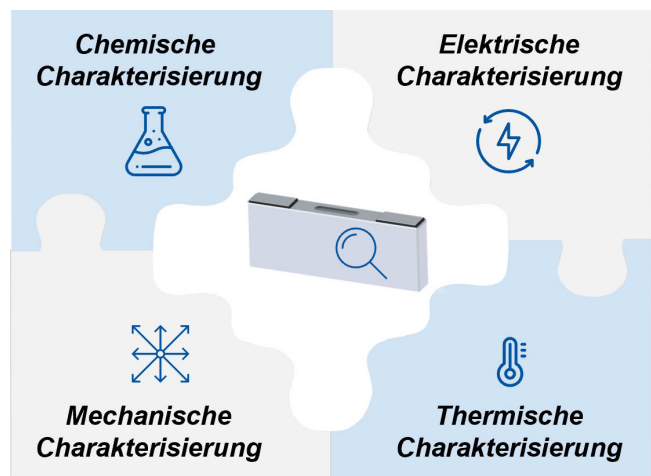 Chemische
Charakterisierung
Elektrische
Charakterisierung
Mechanische
Charakterisierung
Thermische
Charakterisierung